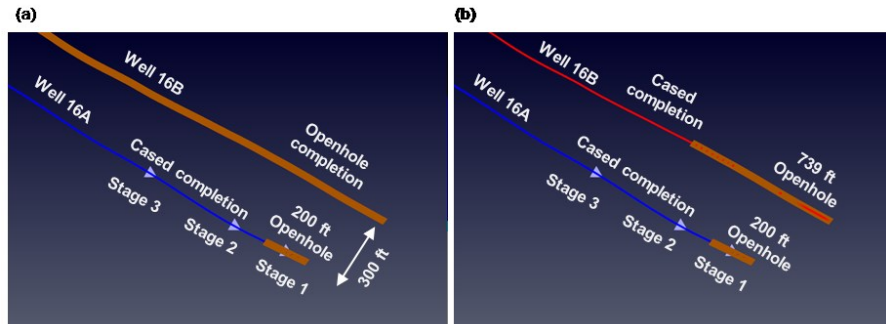 (a)
Well 16B
Well 16A
Openhole
completion
Cased completion
Stage 3
Stage 2
200 ft
Openhole
Stage 1
300 ft
(b)
Well 16B
Cased
completion
Well 16A
739 ft
Openhole
Cased completion
Stage 3
Stage 2
200 ft
Openhole
Stage 1